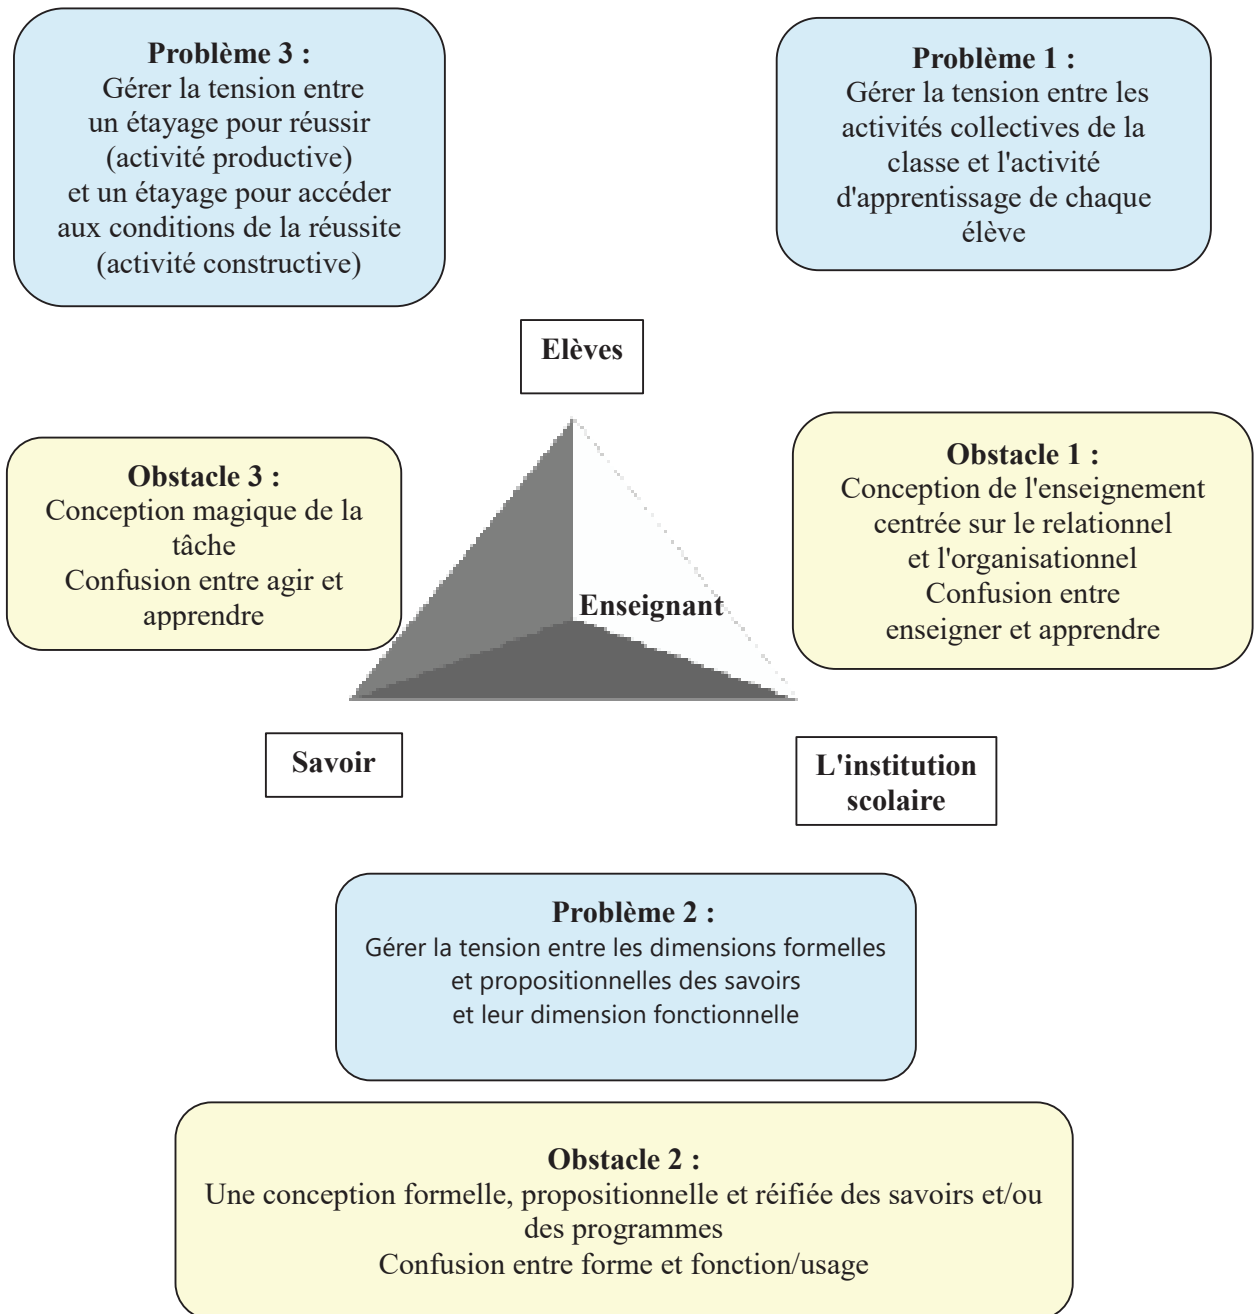 Problème 3 :
Gérer la tension entre
un étayage pour réussir
(activité productive)
et un étayage pour accéder
aux conditions de la réussite
(activité constructive)
Problème 1 :
Gérer la tension entre les
activités collectives de la
classe et l'activité
d'apprentissage de chaque
élève
Elèves
Obstacle 3 :
Conception magique de la
tâche
Confusion entre agir et
apprendre
Obstacle 1 :
Conception de l'enseignement
centrée sur le relationnel
et l'organisationnel
Confusion entre
enseigner et apprendre
Enseignant
Savoir
L'institution
scolaire
Problème 2 :
Gérer la tension entre les dimensions formelles
et propositionnelles des savoirs
et leur dimension fonctionnelle
Obstacle 2 :
Une conception formelle, propositionnelle et réifiée des savoirs et/ou
des programmes
Confusion entre forme et fonction/usage